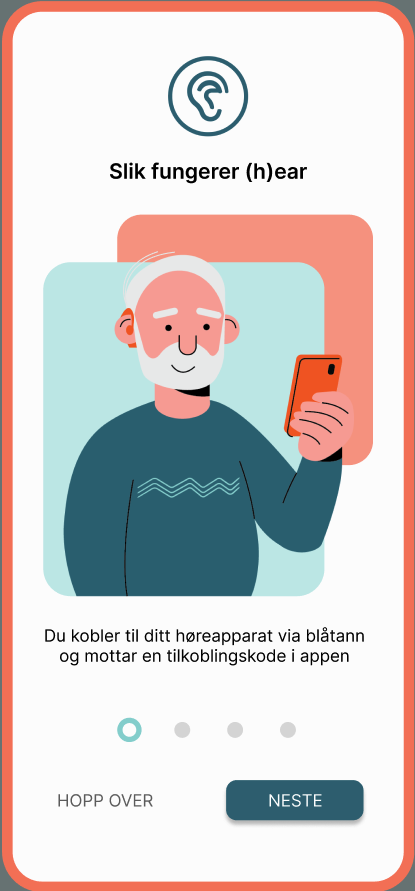 Slik fungerer (h)ear
Du kobler til ditt høreapparat via blåtann
og mottar en tilkoblingskode i appen
HOPP OVER
NESTE